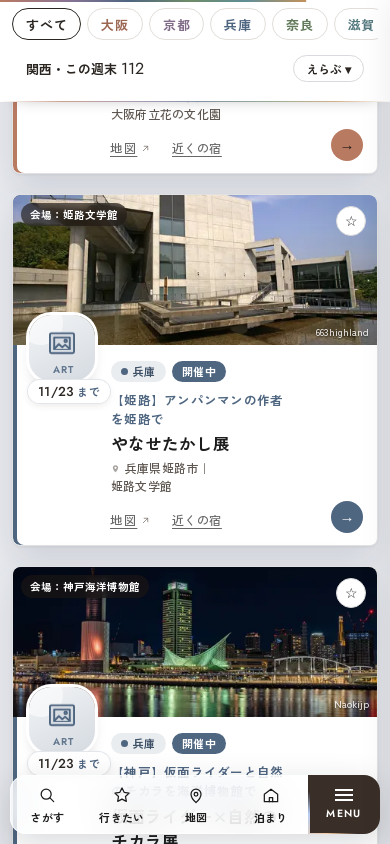 すべて
大阪
京都
兵庫
奈良
滋賀
関西・この週末 112
えらぶ ▾
大阪府 立花の文化園
地図 ↗ 近くの宿
→
会場：姫路文学館
☆
663highland
ART
11/23 まで
兵庫
開催中
【姫路】アンパンマンの作者
を姫路で
やなせたかし展
兵庫県姫路市｜
姫路文学館
地図 ↗ 近くの宿
→
会場：神戸海洋博物館
☆
Naokijp
ART
11/23 まで
兵庫
開催中
【神戸】仮面ライダーと自然
チカラ展
さがす
行きたい
地図
泊まり
MENU